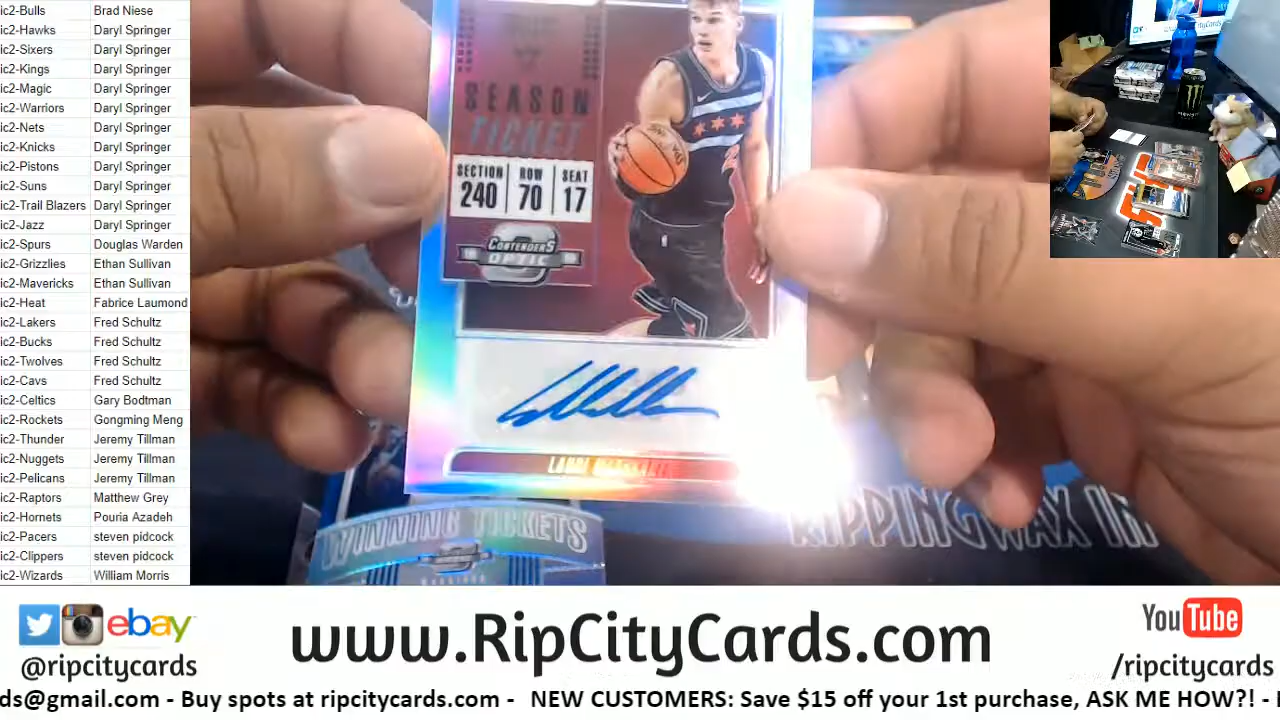 ic2-Bulls Brad Niese
ic2-Hawks Daryl Springer
ic2-Sixers Daryl Springer
ic2-Kings Daryl Springer
ic2-Magic Daryl Springer
ic2-Warriors Daryl Springer
ic2-Nets Daryl Springer
ic2-Knicks Daryl Springer
ic2-Pistons Daryl Springer
ic2-Suns Daryl Springer
ic2-Trail Blazers Daryl Springer
ic2-Jazz Daryl Springer
ic2-Spurs Douglas Warden
ic2-Grizzlies Ethan Sullivan
ic2-Mavericks Ethan Sullivan
ic2-Heat Fabrice Laumond
ic2-Lakers Fred Schultz
ic2-Bucks Fred Schultz
ic2-Twolves Fred Schultz
ic2-Cavs Fred Schultz
ic2-Celtics Gary Bodtman
ic2-Rockets Gongming Meng
ic2-Thunder Jeremy Tillman
ic2-Nuggets Jeremy Tillman
ic2-Pelicans Jeremy Tillman
ic2-Raptors Matthew Grey
ic2-Hornets Pouria Azadeh
ic2-Pacers steven pidcock
ic2-Clippers steven pidcock
ic2-Wizards William Morris
SEASON
TICKET
SECTION ROW SEAT
240 70 17
CONTENDERS
OPTIC
WINNING TICKETS
RIPPINGWAX IN
ebay
@ripcitycards
www.RipCityCards.com
YouTube
/ripcitycards
ds@gmail.com - Buy spots at ripcitycards.com - NEW CUSTOMERS: Save $15 off your 1st purchase, ASK ME HOW?! -